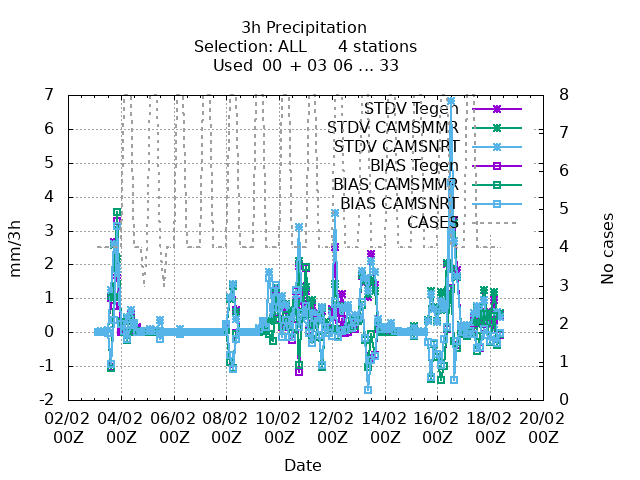 3h Precipitation
Selection: ALL 4 stations
Used 00 + 03 06 ... 33
7 8
STDV Tegen
6 7
STDV CAMSMMR
STDV CAMSNRT
5 6
BIAS Tegen
BIAS CAMSMMR
4 5
BIAS CAMSNRT
CASES
3 4
2 3
1
0 2
-1 1
-2 0
mm/3h
No cases
02/02 04/02 06/02 08/02 10/02 12/02 14/02 16/02 18/02 20/02
00Z 00Z 00Z 00Z 00Z 00Z 00Z 00Z 00Z 00Z
Date